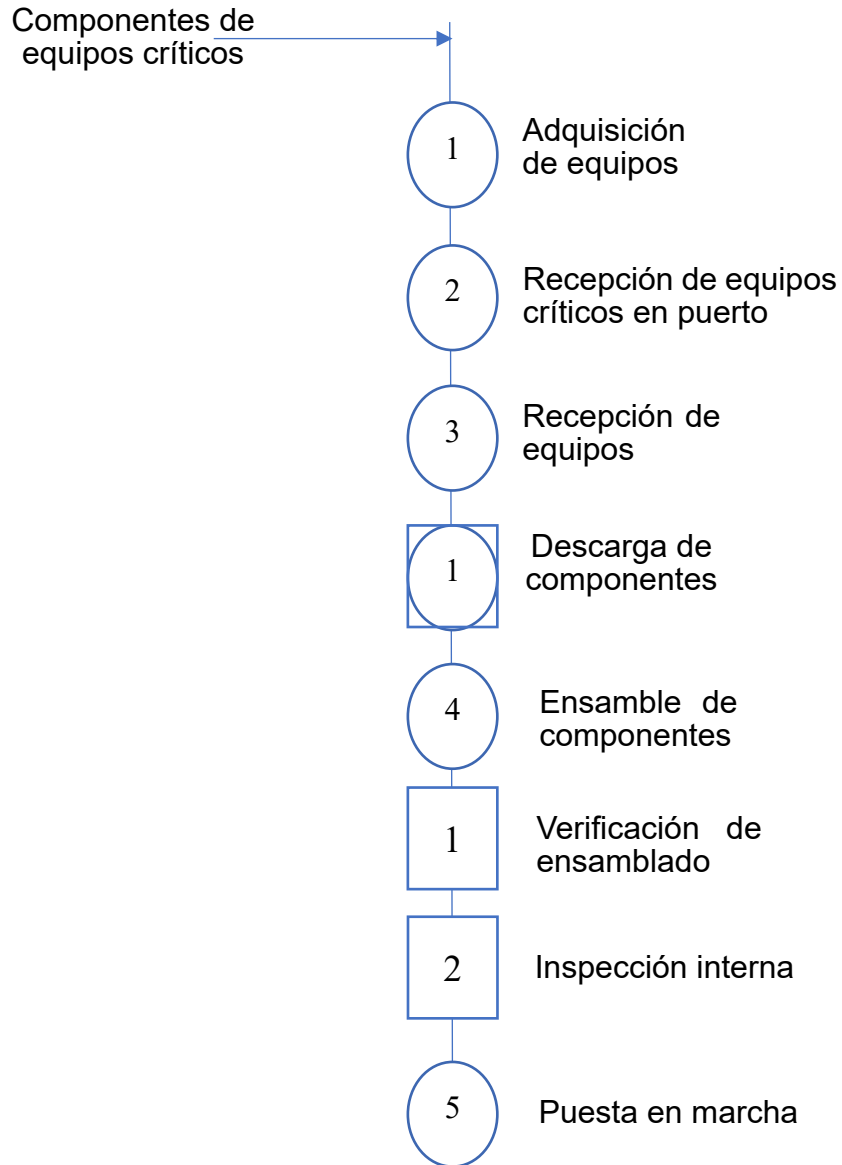 Componentes de
equipos críticos
1
Adquisición
de equipos
2
Recepción de equipos
críticos en puerto
3
Recepción de
equipos
1
Descarga de
componentes
4
Ensamble de
componentes
1
Verificación de
ensamblado
2
Inspección interna
5
Puesta en marcha